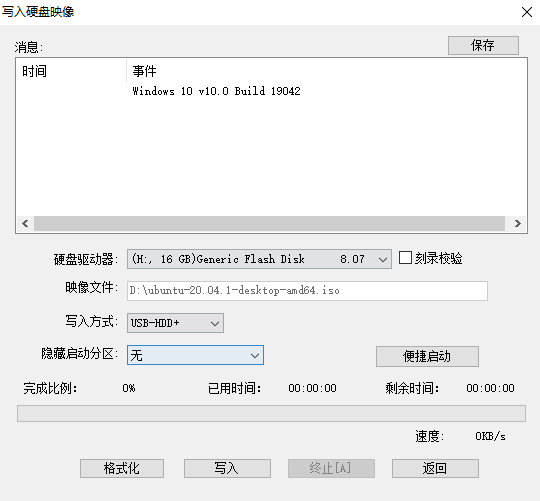 写入硬盘映像
消息:
保存
时间 事件
Windows 10 v10.0 Build 19042
硬盘驱动器: (H:, 16 GB)Generic Flash Disk 8.07 刻录校验
映像文件: D:\ubuntu-20.04.1-desktop-amd64.iso
写入方式: USB-HDD+
隐藏启动分区: 无 便捷启动
完成比例: 0% 已用时间: 00:00:00 剩余时间: 00:00:00
速度: 0KB/s
格式化 写入 终止[A] 返回